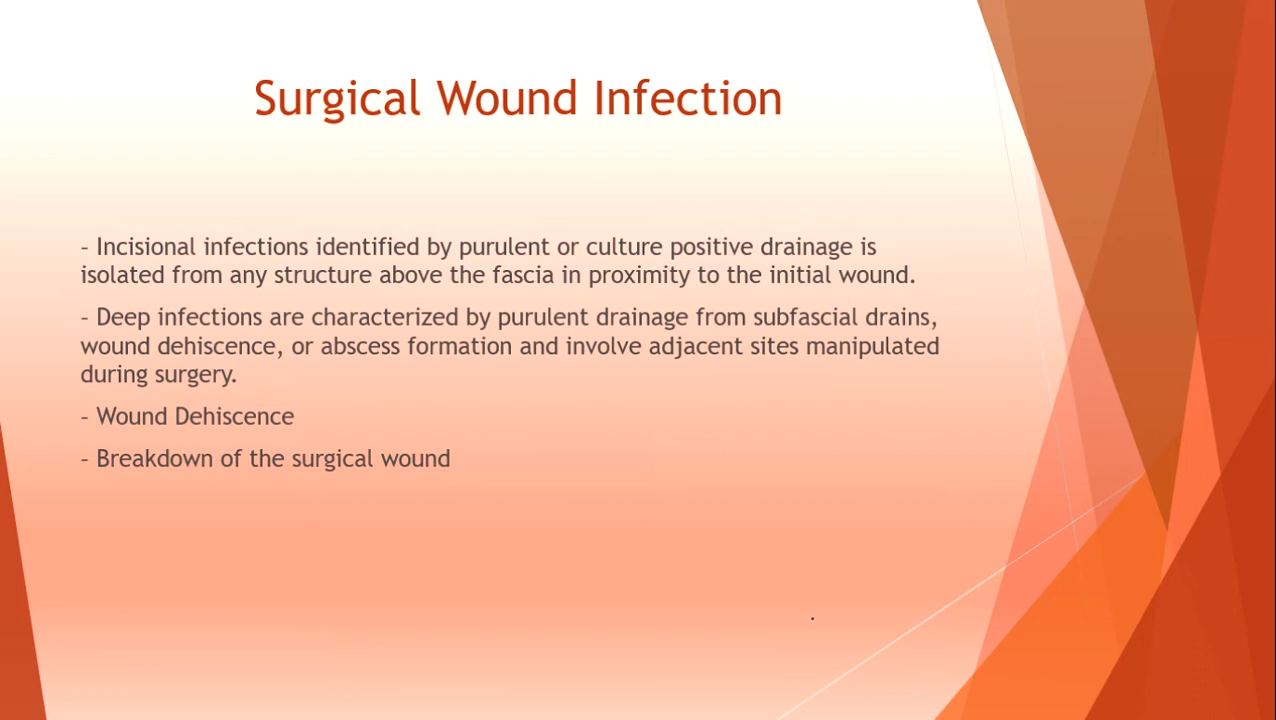 Surgical Wound Infection
– Incisional infections identified by purulent or culture positive drainage is
isolated from any structure above the fascia in proximity to the initial wound.
– Deep infections are characterized by purulent drainage from subfascial drains,
wound dehiscence, or abscess formation and involve adjacent sites manipulated
during surgery.
– Wound Dehiscence
– Breakdown of the surgical wound